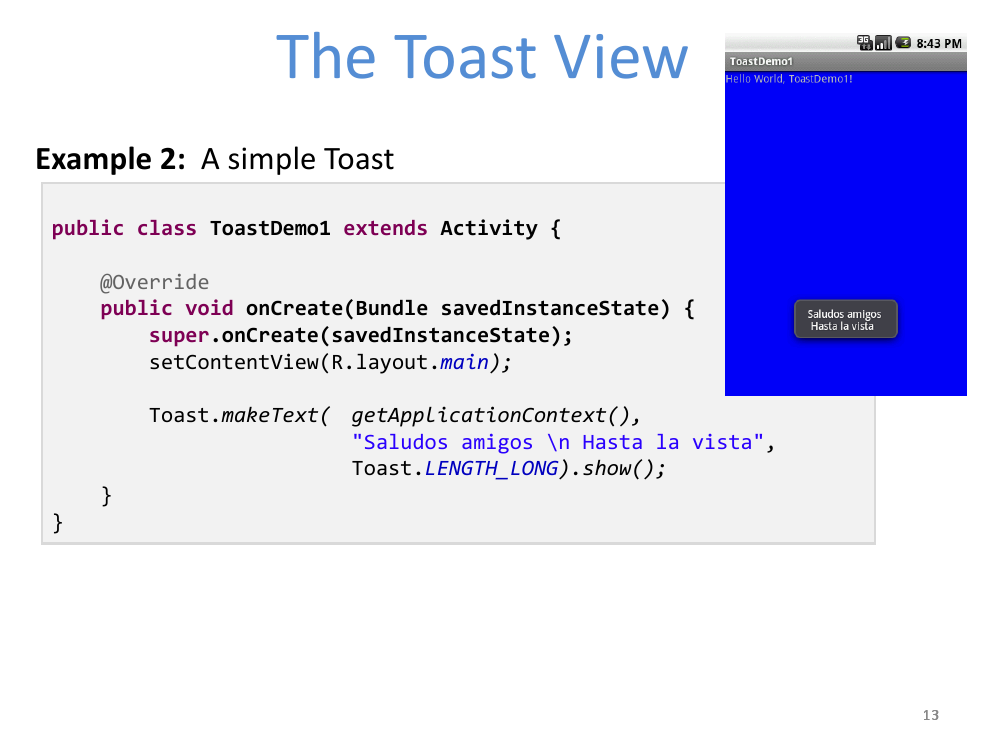 The Toast View
3G
8:43 PM
ToastDemo1
Hello World, ToastDemo1!
Example 2:  A simple Toast
public class ToastDemo1 extends Activity {
    @Override
    public void onCreate(Bundle savedInstanceState) {
        super.onCreate(savedInstanceState);
        setContentView(R.layout.main);
        Toast.makeText(  getApplicationContext(),
                         "Saludos amigos \n Hasta la vista",
                         Toast.LENGTH_LONG).show();
    }
}
Saludos amigos
Hasta la vista
13